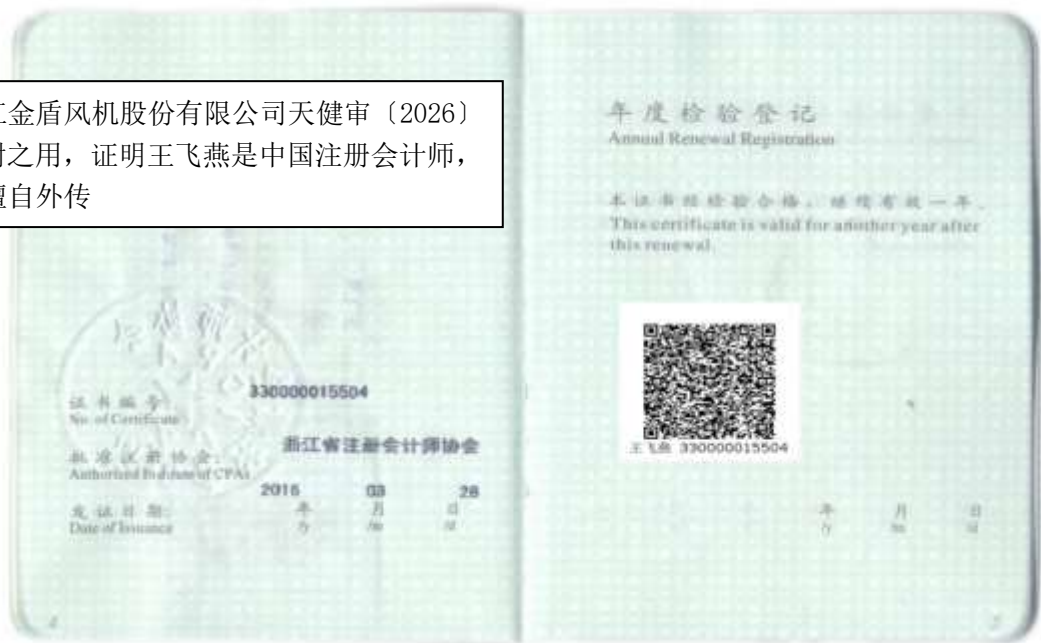 江金盾风机股份有限公司天健审〔2026〕
之用，证明王飞燕是中国注册会计师，
擅自外传
证书编号:
No. of Certificate
330000015504
批准注册协会:
Authorized Institute of CPAs
浙江省注册会计师协会
发证日期:
Date of Issuance
2016 03 28
年 月 日
/y /m /d
年度检验登记
Annual Renewal Registration
本证书经检验合格，继续有效一年。
This certificate is valid for another year after
this renewal.
王飞燕 330000015504
年 月 日
/y /m /d